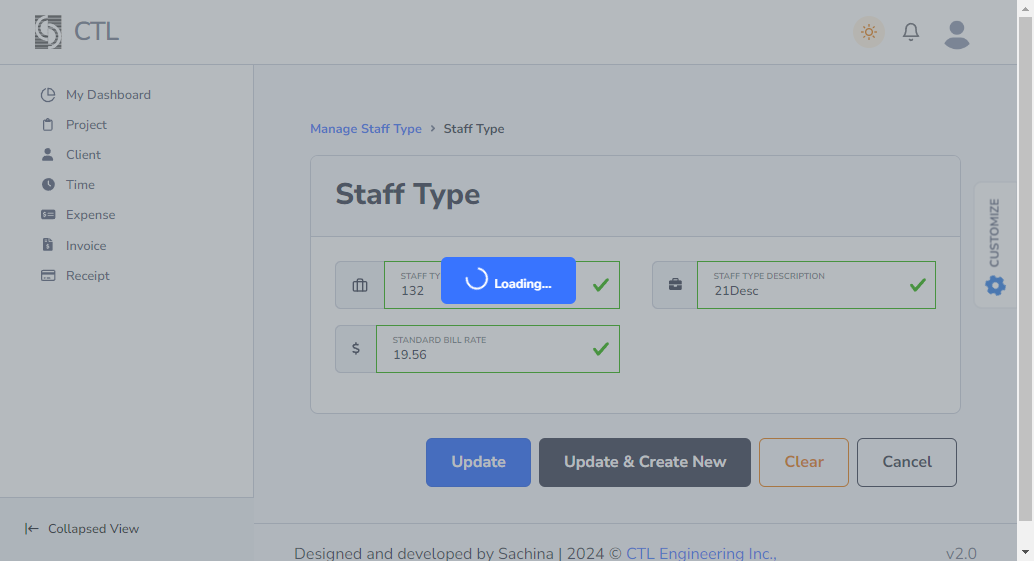 CTL
My Dashboard
Project
Client
Time
Expense
Invoice
Receipt
Collapsed View
Manage Staff Type > Staff Type
Staff Type
STAFF TY
132
Loading...
STAFF TYPE DESCRIPTION
21Desc
$
STANDARD BILL RATE
19.56
Update
Update & Create New
Clear
Cancel
CUSTOMIZE
Designed and developed by Sachina | 2024 © CTL Engineering Inc.,
v2.0